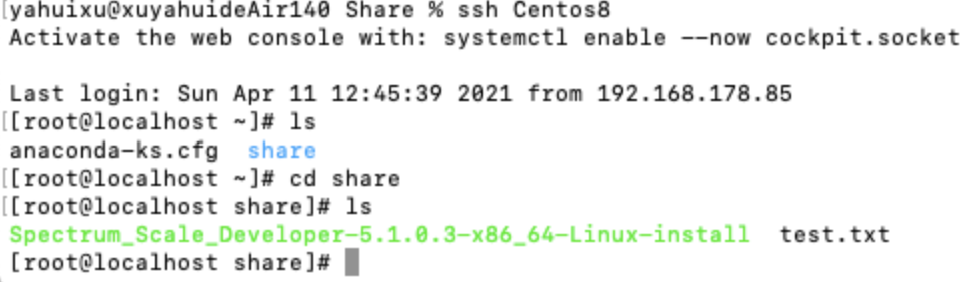 [yahuixu@xuyahuideAir140 Share % ssh Centos8
Activate the web console with: systemctl enable --now cockpit.socket
Last login: Sun Apr 11 12:45:39 2021 from 192.168.178.85
[[root@localhost ~]# ls
anaconda-ks.cfg  share
[[root@localhost ~]# cd share
[[root@localhost share]# ls
Spectrum_Scale_Developer-5.1.0.3-x86_64-Linux-install  test.txt
[root@localhost share]#